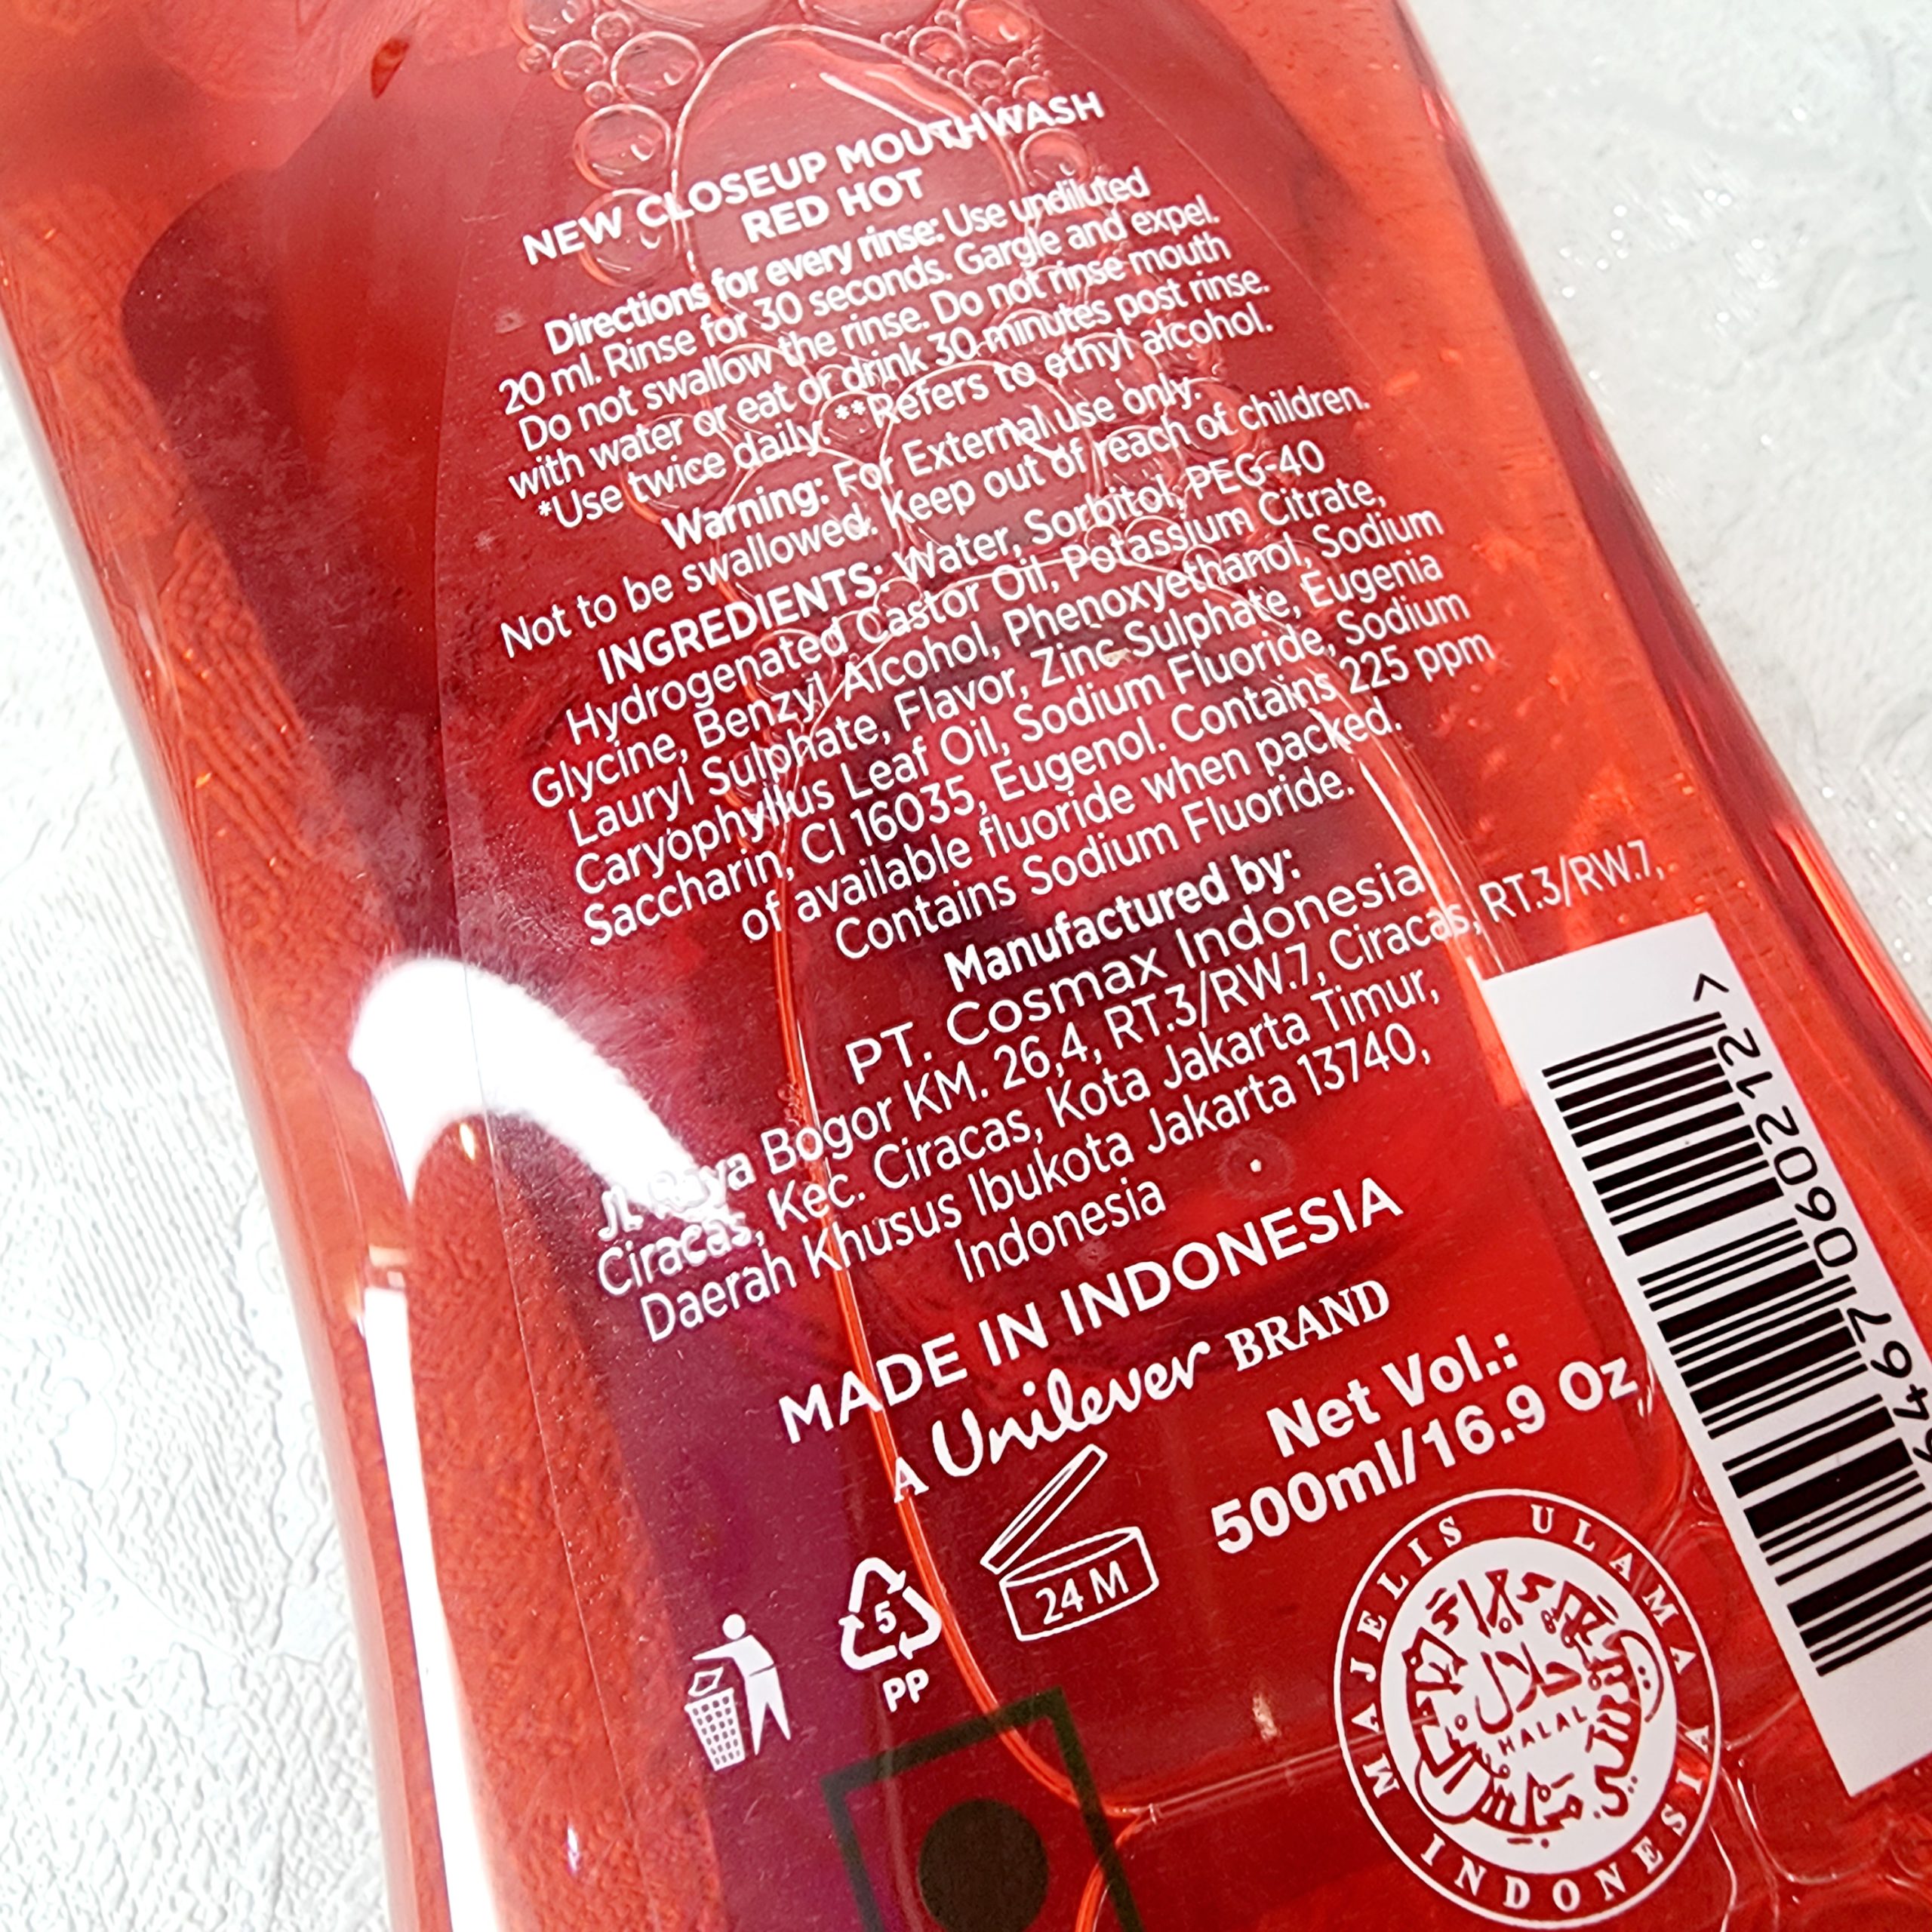 NEW CLOSEUP MOUTHWASH
RED HOT
Directions for every rinse: Use undiluted
20 ml. Rinse for 30 seconds. Gargle and expel.
Do not swallow the rinse. Do not rinse mouth
with water or eat or drink 30 minutes post rinse.
*Use twice daily. **Refers to ethyl alcohol.
Warning: For External use only.
Not to be swallowed. Keep out of reach of children.
INGREDIENTS: Water, Sorbitol, PEG-40
Hydrogenated Castor Oil, Potassium Citrate,
Glycine, Benzyl Alcohol, Phenoxyethanol, Sodium
Lauryl Sulphate, Flavor, Zinc Sulphate, Eugenia
Caryophyllus Leaf Oil, Sodium Fluoride, Sodium
Saccharin, CI 16035, Eugenol. Contains 225 ppm
of available fluoride when packed.
Contains Sodium Fluoride.
Manufactured by:
PT. Cosmax Indonesia
Jl. Raya Bogor KM. 26,4, RT.3/RW.7, Ciracas, RT.3/RW.7,
Ciracas, Kec. Ciracas, Kota Jakarta Timur,
Daerah Khusus Ibukota Jakarta 13740,
Indonesia
MADE IN INDONESIA
A Unilever BRAND
Net Vol.:
500ml/16.9 Oz
24 M
5
PP
MAJELIS ULAMA INDONESIA
حلال
HALAL
67 060212 >